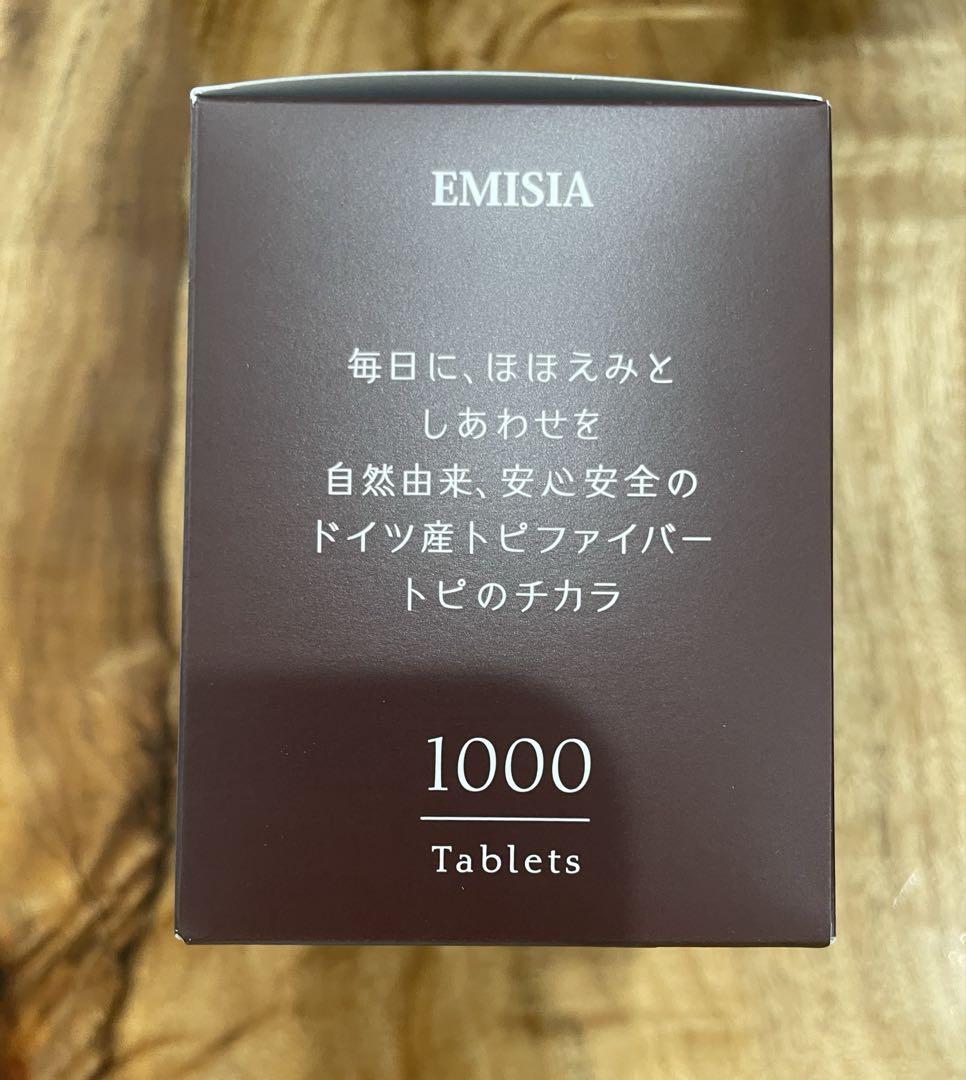 EMISIA
毎日に、ほほえみと
しあわせを
自然由来、安心安全の
ドイツ産トピファイバー
トピのチカラ
1000
Tablets